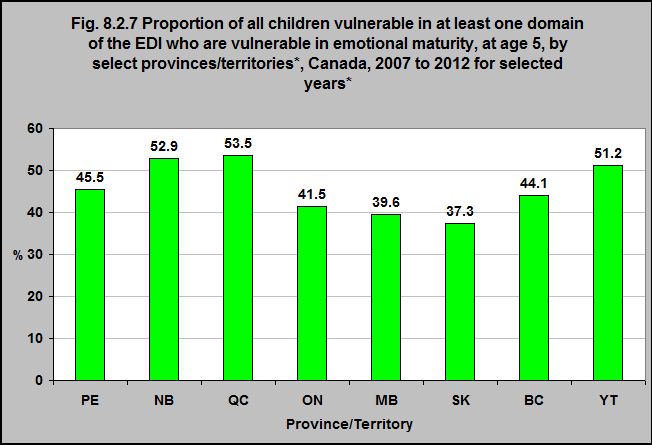 Fig. 8.2.7 Proportion of all children vulnerable in at least one domain
of the EDI who are vulnerable in emotional maturity, at age 5, by
select provinces/territories*, Canada, 2007 to 2012 for selected
years*
60
50
40
30
20
10
0
%
45.5
52.9
53.5
41.5
39.6
37.3
44.1
51.2
PE NB QC ON MB SK BC YT
Province/Territory